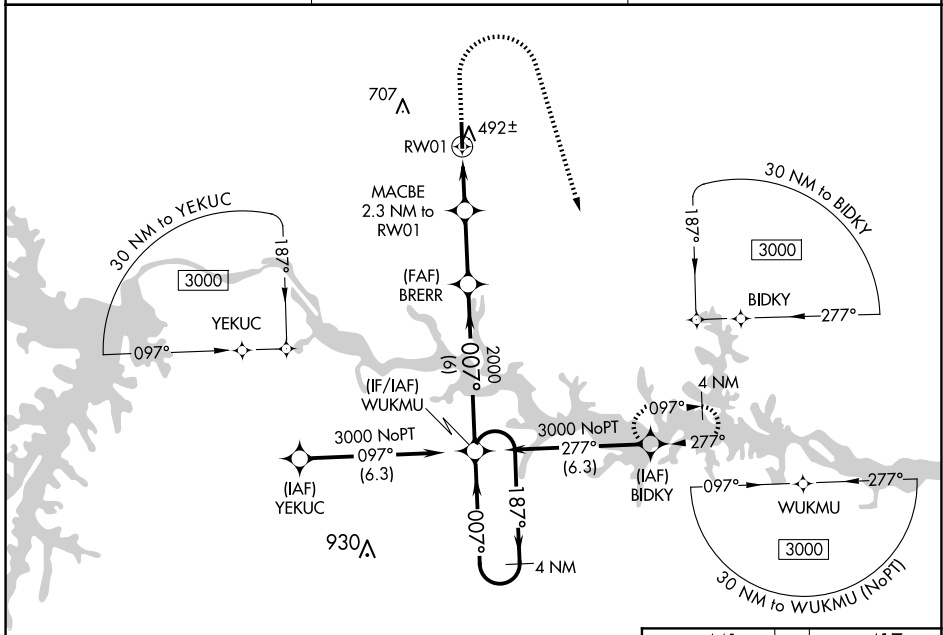 707
492±
RW01
MACBE
2.3 NM to
RW01
(FAF)
BRERR
30 NM to YEKUC
187°
3000
YEKUC
097°
30 NM to BIDKY
187°
3000
BIDKY
277°
2000
007°
(6)
(IF/IAF)
WUKMU
3000 NoPT
097°
(6.3)
(IAF)
YEKUC
3000 NoPT
277°
(6.3)
4 NM
097°
277°
(IAF)
BIDKY
007°
187°
4 NM
930
097°
277°
WUKMU
3000
30 NM to WUKMU (NoPT)